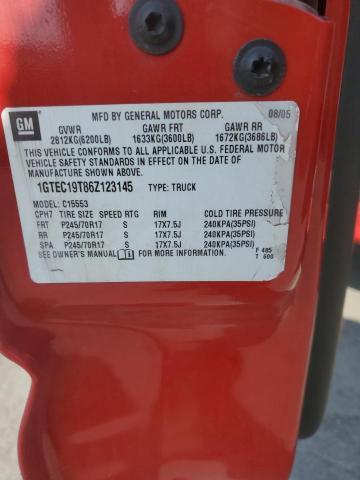 GM
MFD BY GENERAL MOTORS CORP. 08/05
GVWR GAWR FRT GAWR RR
2812KG(6200LB) 1633KG(3600LB) 1672KG(3686LB)
THIS VEHICLE CONFORMS TO ALL APPLICABLE U.S. FEDERAL MOTOR
VEHICLE SAFETY STANDARDS IN EFFECT ON THE DATE OF
MANUFACTURE SHOWN ABOVE.
1GTEC19T86Z123145 TYPE: TRUCK
MODEL: C15553
CPH7 TIRE SIZE SPEED RTG RIM COLD TIRE PRESSURE
FRT P245/70R17 S 17X7.5J 240KPA(35PSI)
RR P245/70R17 S 17X7.5J 240KPA(35PSI)
SPA P245/70R17 S 17X7.5J 240KPA(35PSI)
SEE OWNER'S MANUAL FOR MORE INFORMATION. F 485
T 600